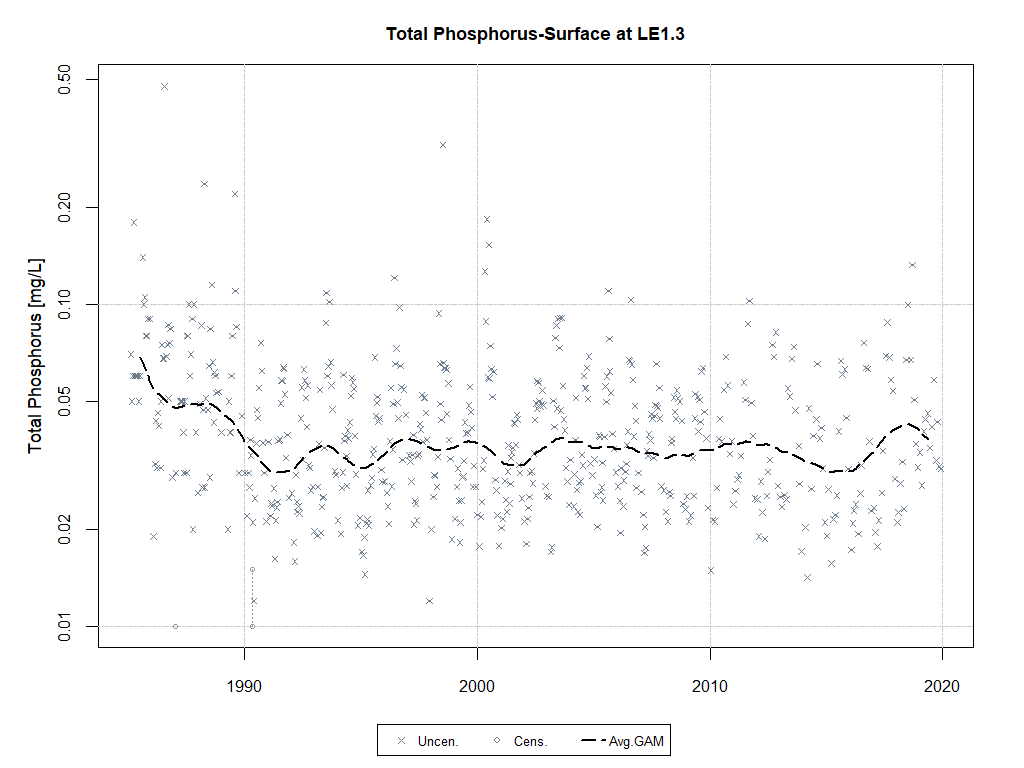 Total Phosphorus-Surface at LE1.3
Total Phosphorus [mg/L]
0.50
0.20
0.10
0.05
0.02
0.01
1990
2000
2010
2020
Uncen.
Cens.
Avg.GAM